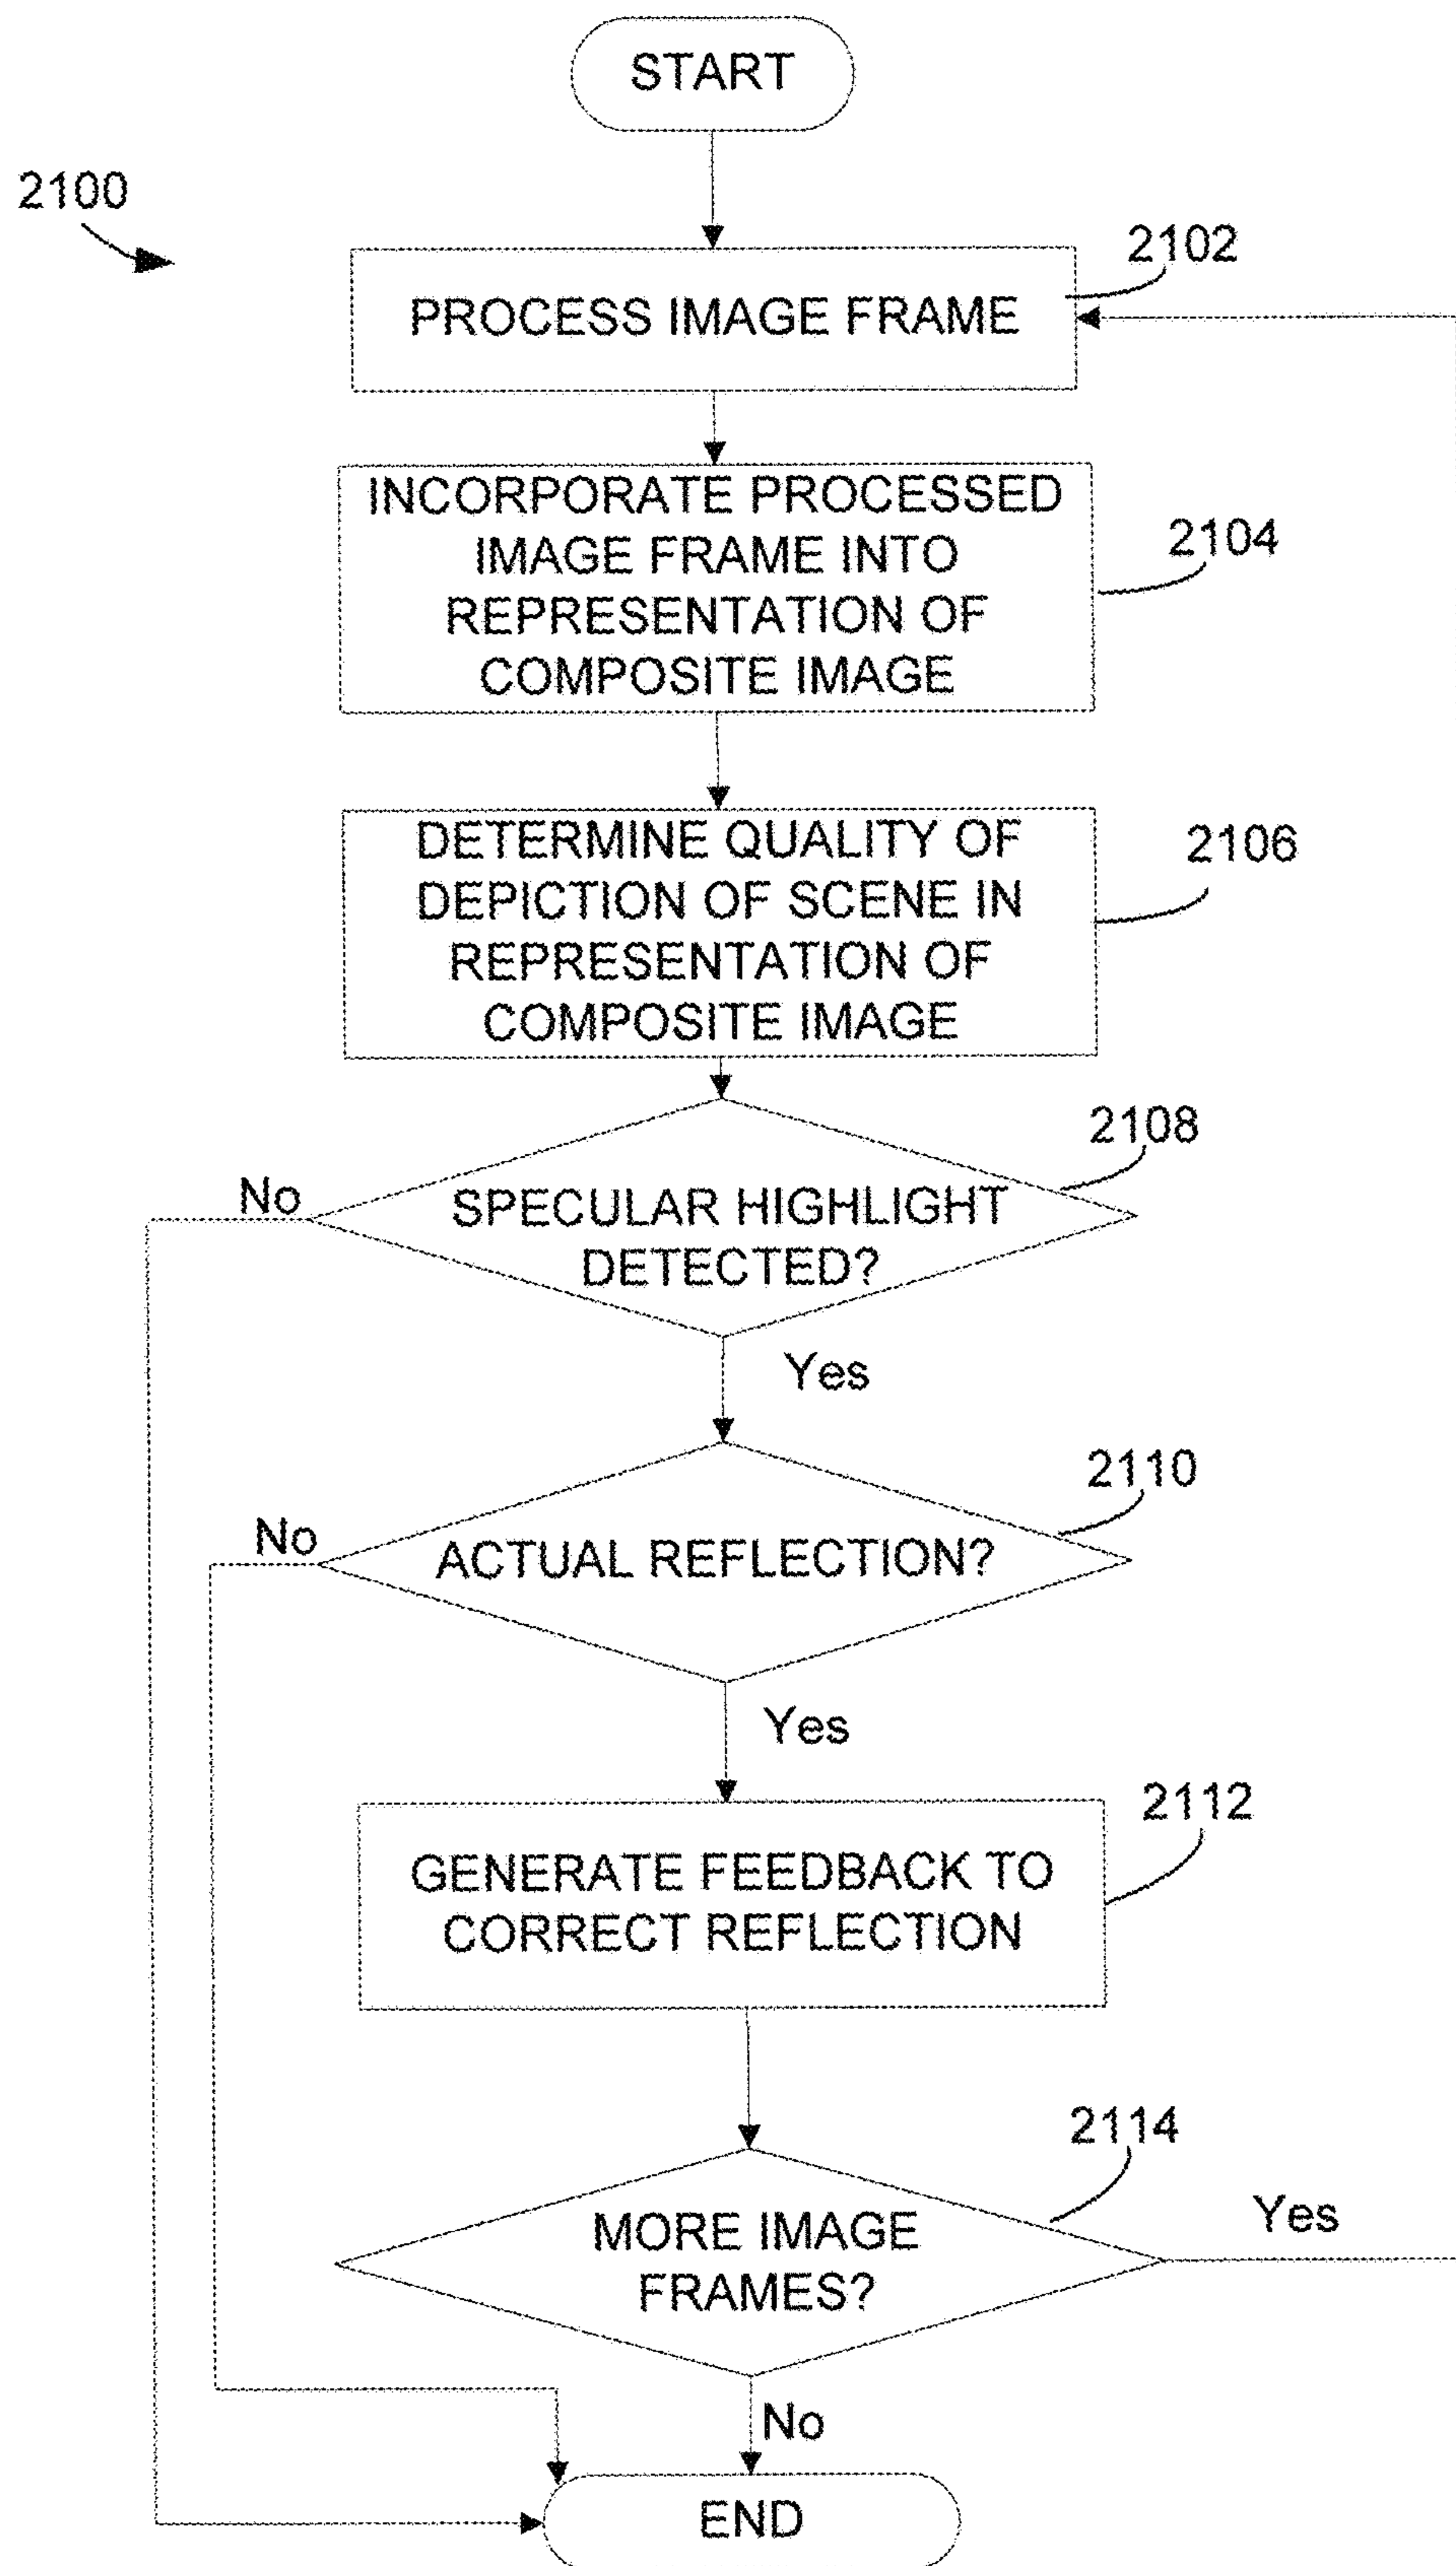 START
2100
2102
PROCESS IMAGE FRAME
INCORPORATE PROCESSED
IMAGE FRAME INTO
REPRESENTATION OF
COMPOSITE IMAGE
2104
DETERMINE QUALITY OF
DEPICTION OF SCENE IN
REPRESENTATION OF
COMPOSITE IMAGE
2106
2108
No
SPECULAR HIGHLIGHT
DETECTED?
Yes
2110
No
ACTUAL REFLECTION?
Yes
2112
GENERATE FEEDBACK TO
CORRECT REFLECTION
2114
MORE IMAGE
FRAMES?
Yes
No
END